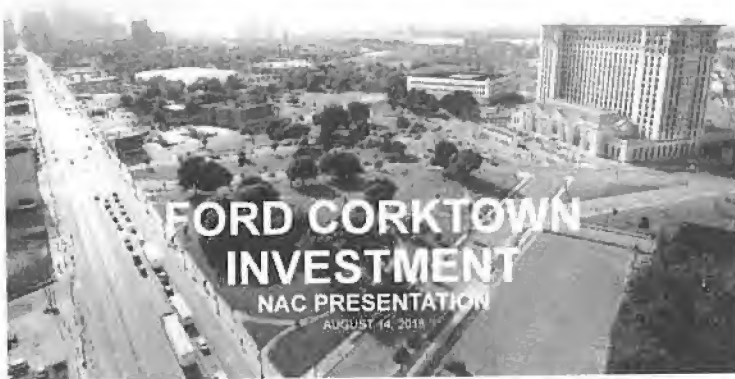 FORD CORKTOWN
INVESTMENT
NAC PRESENTATION
AUGUST 14, 2018